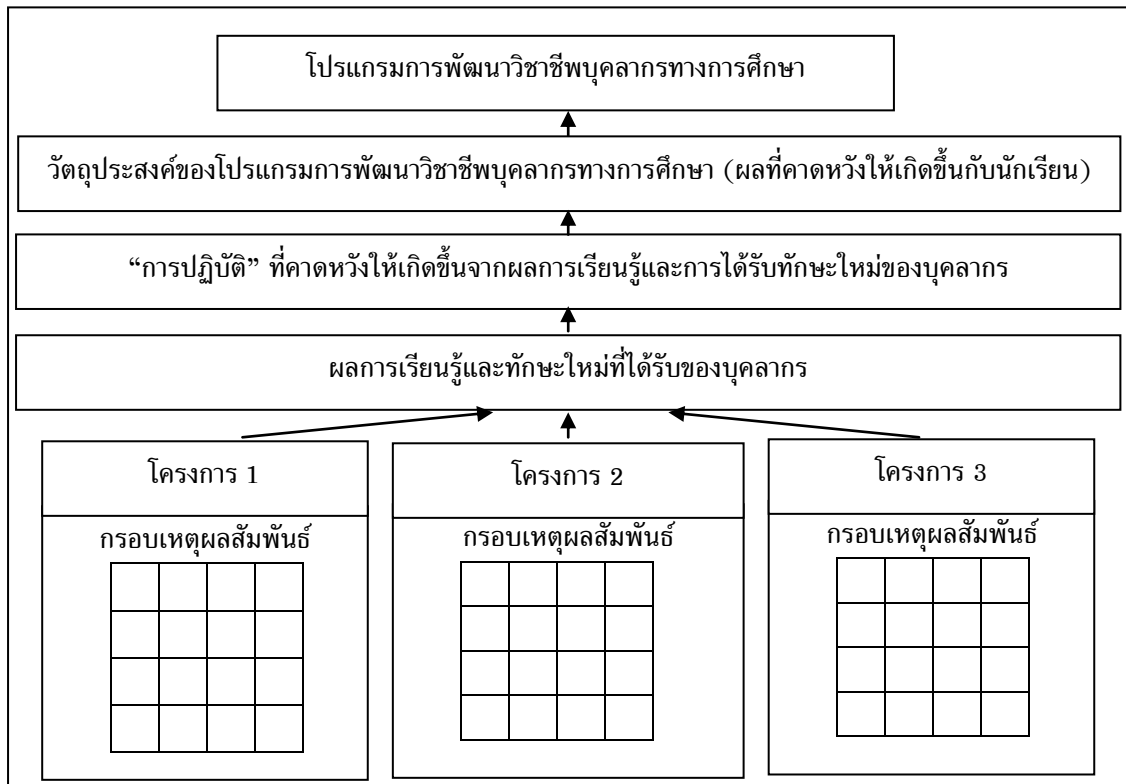 โปรแกรมการพัฒนาวิชาชีพบุคลากรทางการศึกษา
วัตถุประสงค์ของโปรแกรมการพัฒนาวิชาชีพบุคลากรทางการศึกษา (ผลที่คาดหวังให้เกิดขึ้นกับนักเรียน)
“การปฏิบัติ” ที่คาดหวังให้เกิดขึ้นจากผลการเรียนรู้และการได้รับทักษะใหม่ของบุคลากร
ผลการเรียนรู้และทักษะใหม่ที่ได้รับของบุคลากร
โครงการ 1
กรอบเหตุผลสัมพันธ์
โครงการ 2
กรอบเหตุผลสัมพันธ์
โครงการ 3
กรอบเหตุผลสัมพันธ์